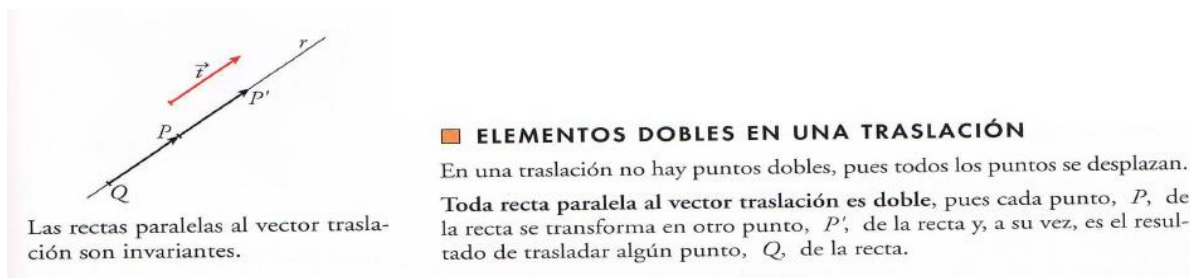 r
t
P'
P
Q
Las rectas paralelas al vector trasla-
ción son invariantes.
ELEMENTOS DOBLES EN UNA TRASLACIÓN
En una traslación no hay puntos dobles, pues todos los puntos se desplazan.
Toda recta paralela al vector traslación es doble, pues cada punto, P, de
la recta se transforma en otro punto, P', de la recta y, a su vez, es el resul-
tado de trasladar algún punto, Q, de la recta.